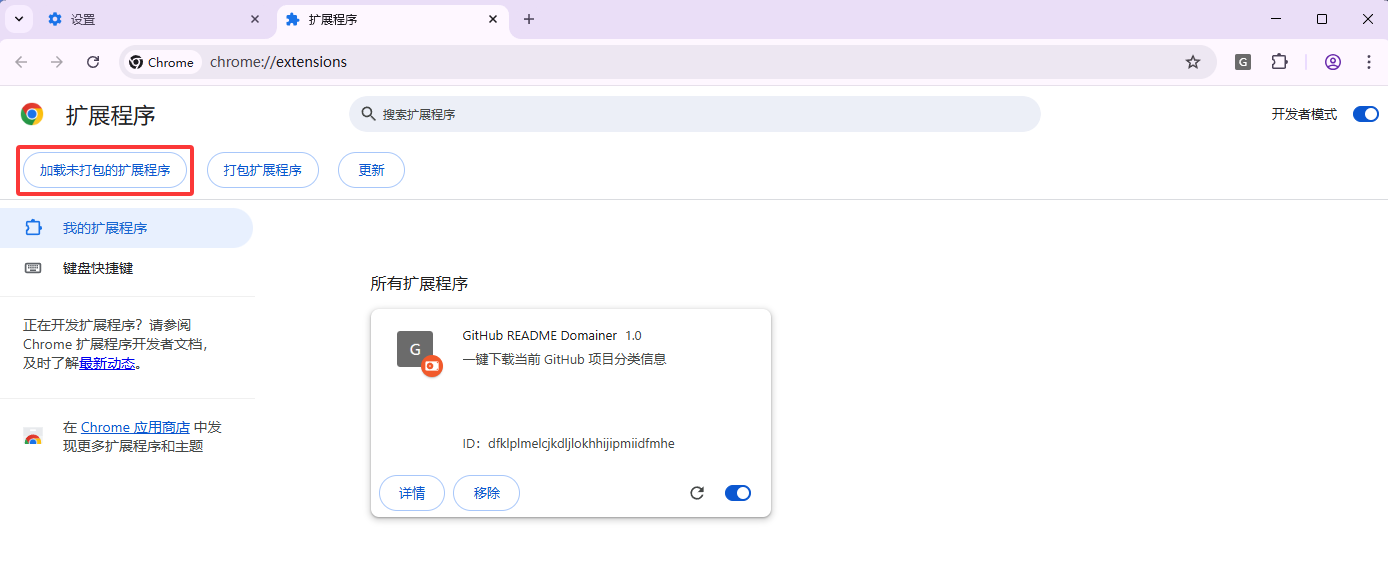 设置
扩展程序
Chrome
chrome://extensions
G
扩展程序
搜索扩展程序
开发者模式
加载未打包的扩展程序
打包扩展程序
更新
我的扩展程序
键盘快捷键
正在开发扩展程序？请参阅
Chrome 扩展程序开发者文档，
及时了解最新动态。
在 Chrome 应用商店 中发
现更多扩展程序和主题
所有扩展程序
G
GitHub README Domainer 1.0
一键下载当前 GitHub 项目分类信息
ID：dfklplmelcjkdljlokhhijipmiidfmhe
详情
移除